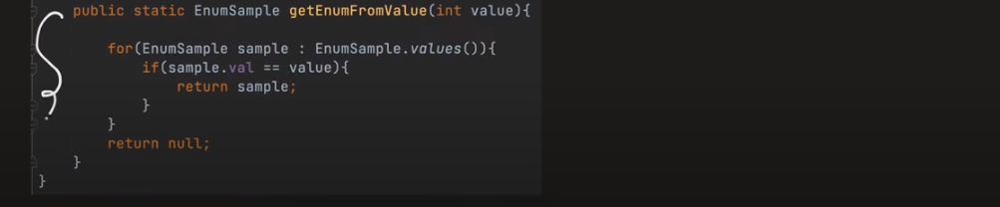 public static EnumSample getEnumFromValue(int value){
for(EnumSample sample : EnumSample.values()){
if(sample.val == value){
return sample;
}
}
return null;
}
}